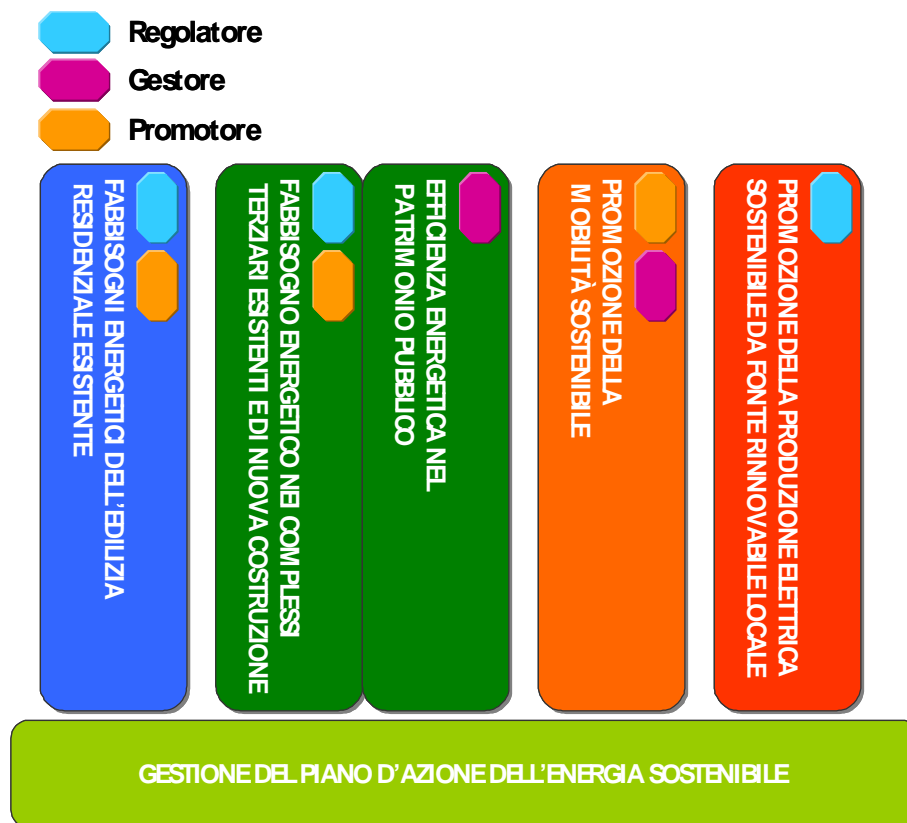 Regolatore
Gestore
Promotore
FABBISOGNI ENERGETICI DELL'EDILIZIA
RESIDENZIALE ESISTENTE
FABBISOGNO ENERGETICO NEI COMPLESSI
TERZIARI ESISTENTI E DI NUOVA COSTRUZIONE
EFFICIENZA ENERGETICA NEL
PATRIMONIO PUBBLICO
PROMOZIONE DELLA
MOBILITÀ SOSTENIBILE
PROMOZIONE DELLA PRODUZIONE ELETTRICA
SOSTENIBILE DA FONTE RINNOVABILE LOCALE
GESTIONE DEL PIANO D'AZIONE DELL'ENERGIA SOSTENIBILE